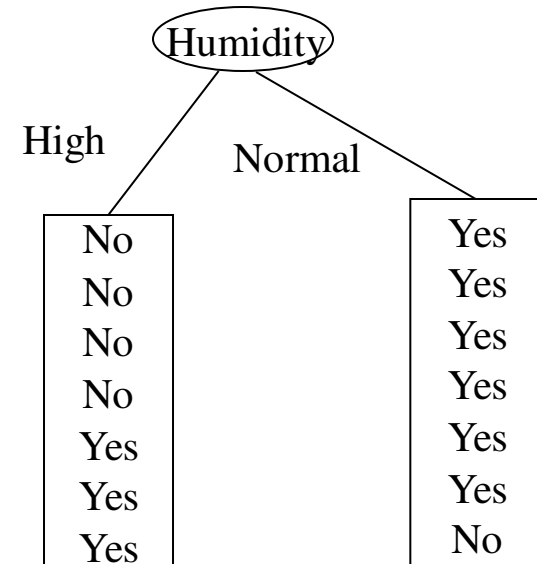 Humidity
High
Normal
No
No
No
No
Yes
Yes
Yes
Yes
Yes
Yes
Yes
Yes
Yes
No